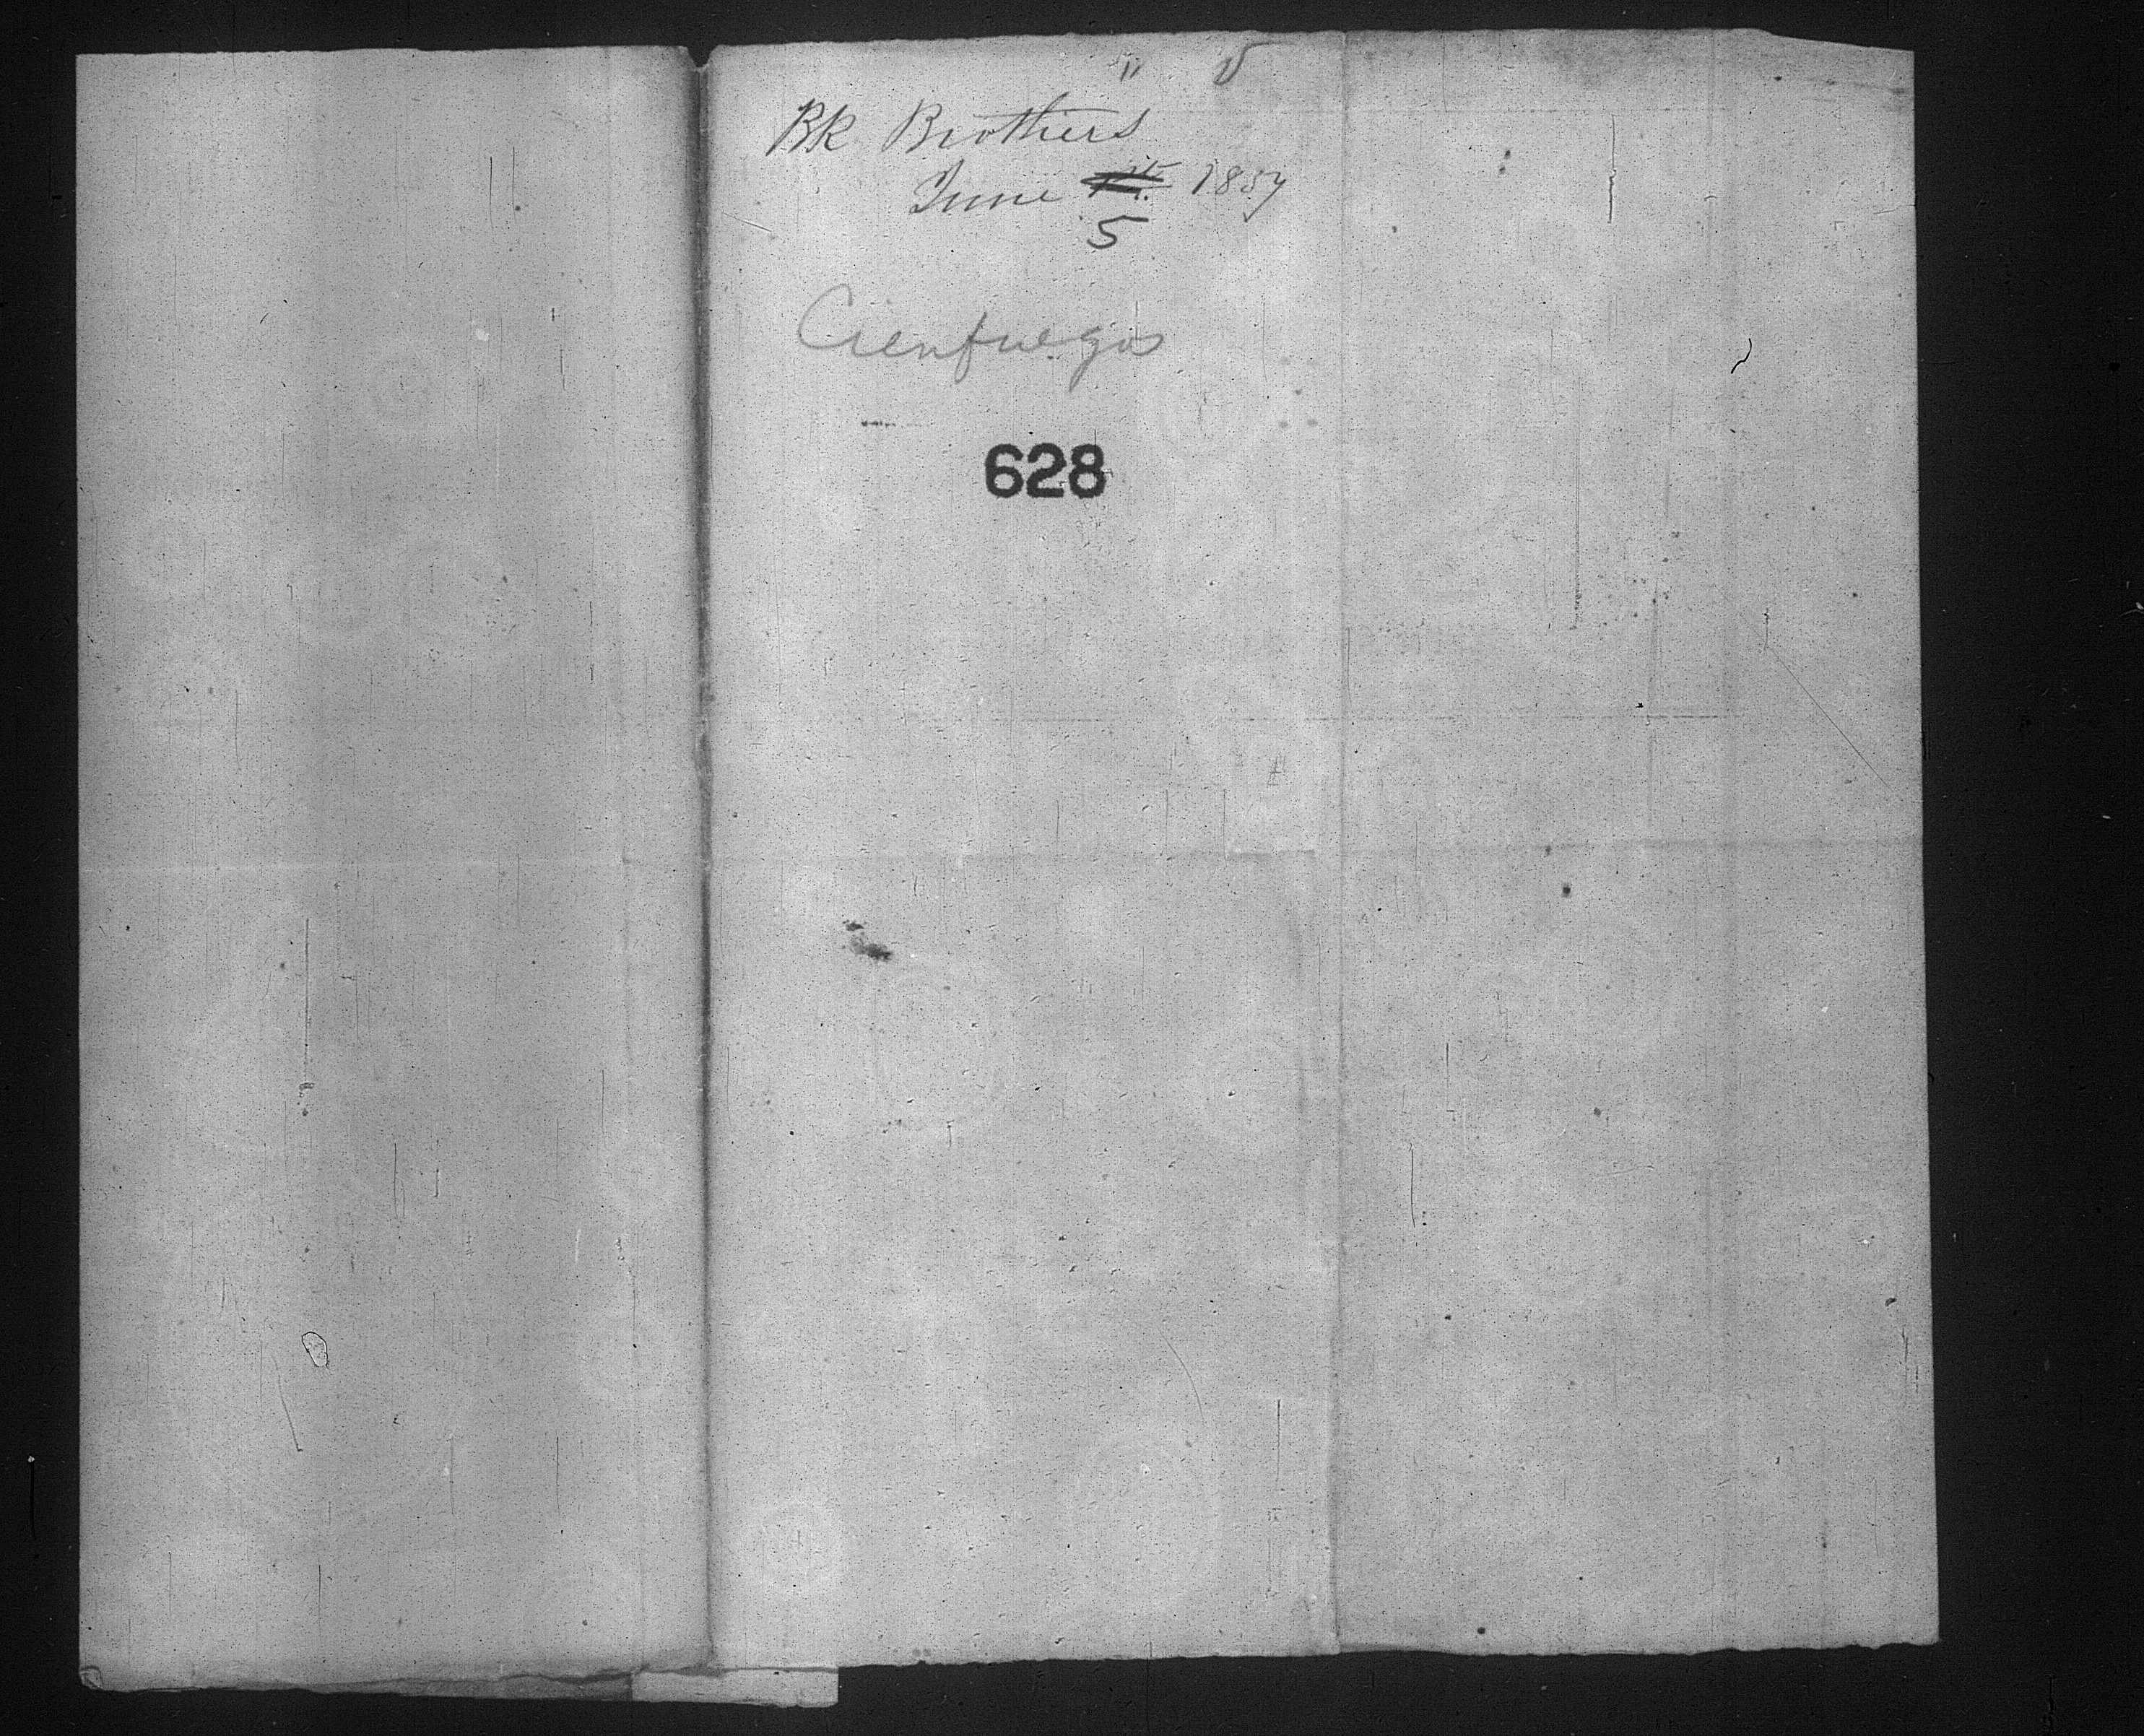 Bk Brothers
June 1857
5
Cienfuegos
628